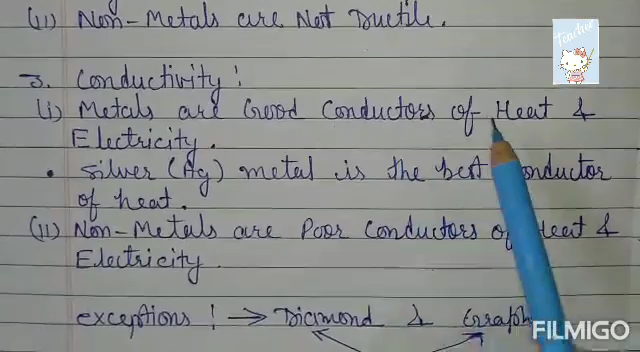 (ii) Non-Metals are Not Ductile.
Teacher
3. Conductivity:
(i) Metals are Good Conductors of Heat &
Electricity.
• Silver (Ag) metal is the best conductor
of heat.
(ii) Non-Metals are Poor Conductors of Heat &
Electricity
exceptions! → Diamond &
FILMIGO